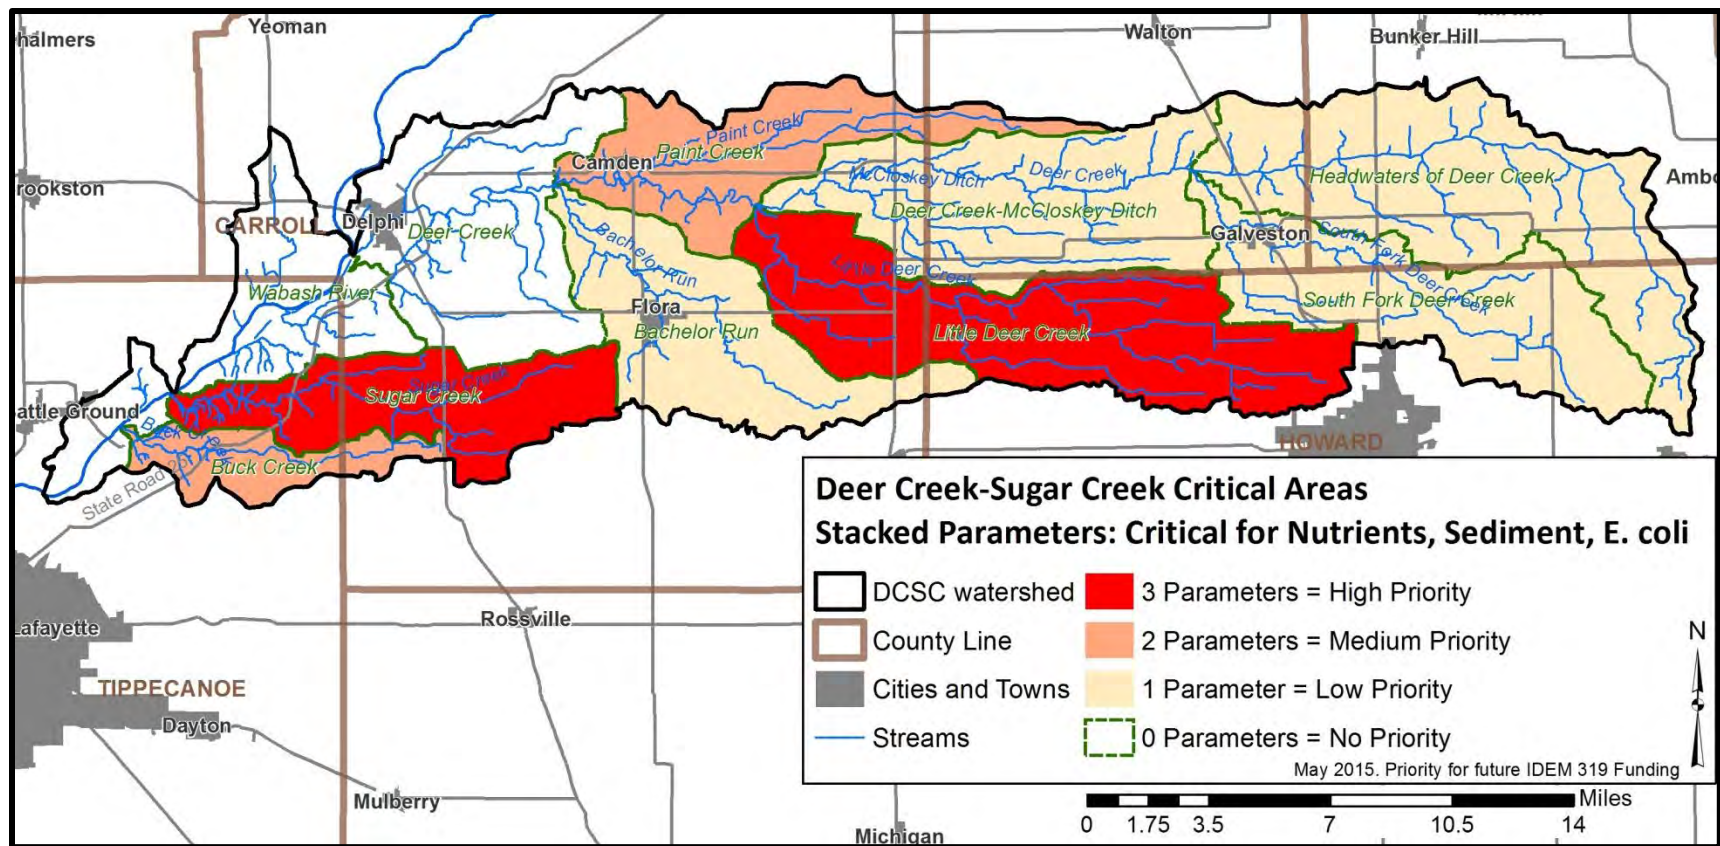 Yeoman
halmers
Walton
Bunker Hill
Paint Creek
Paint Creek
Camden
rookston
McCloskey Ditch
Deer Creek
Headwaters of Deer Creek
Ambo
CARROLL
Delphi
Deer Creek
Deer Creek-McCloskey Ditch
Galveston
South Fork Deer Creek
Bachelor Run
Little Deer Creek
Wabash River
Flora
South Fork Deer Creek
Bachelor Run
Little Deer Creek
Sugar Creek
Sugar Creek
attle Ground
Buck Cre
Buck Creek
State Road 25
HOWARD
Deer Creek-Sugar Creek Critical Areas
Stacked Parameters: Critical for Nutrients, Sediment, E. coli
DCSC watershed
3 Parameters = High Priority
County Line
2 Parameters = Medium Priority
Cities and Towns
1 Parameter = Low Priority
Streams
0 Parameters = No Priority
May 2015. Priority for future IDEM 319 Funding
N
Rossville
Lafayette
TIPPECANOE
Dayton
Mulberry
Michigan
Miles
0 1.75 3.5 7 10.5 14